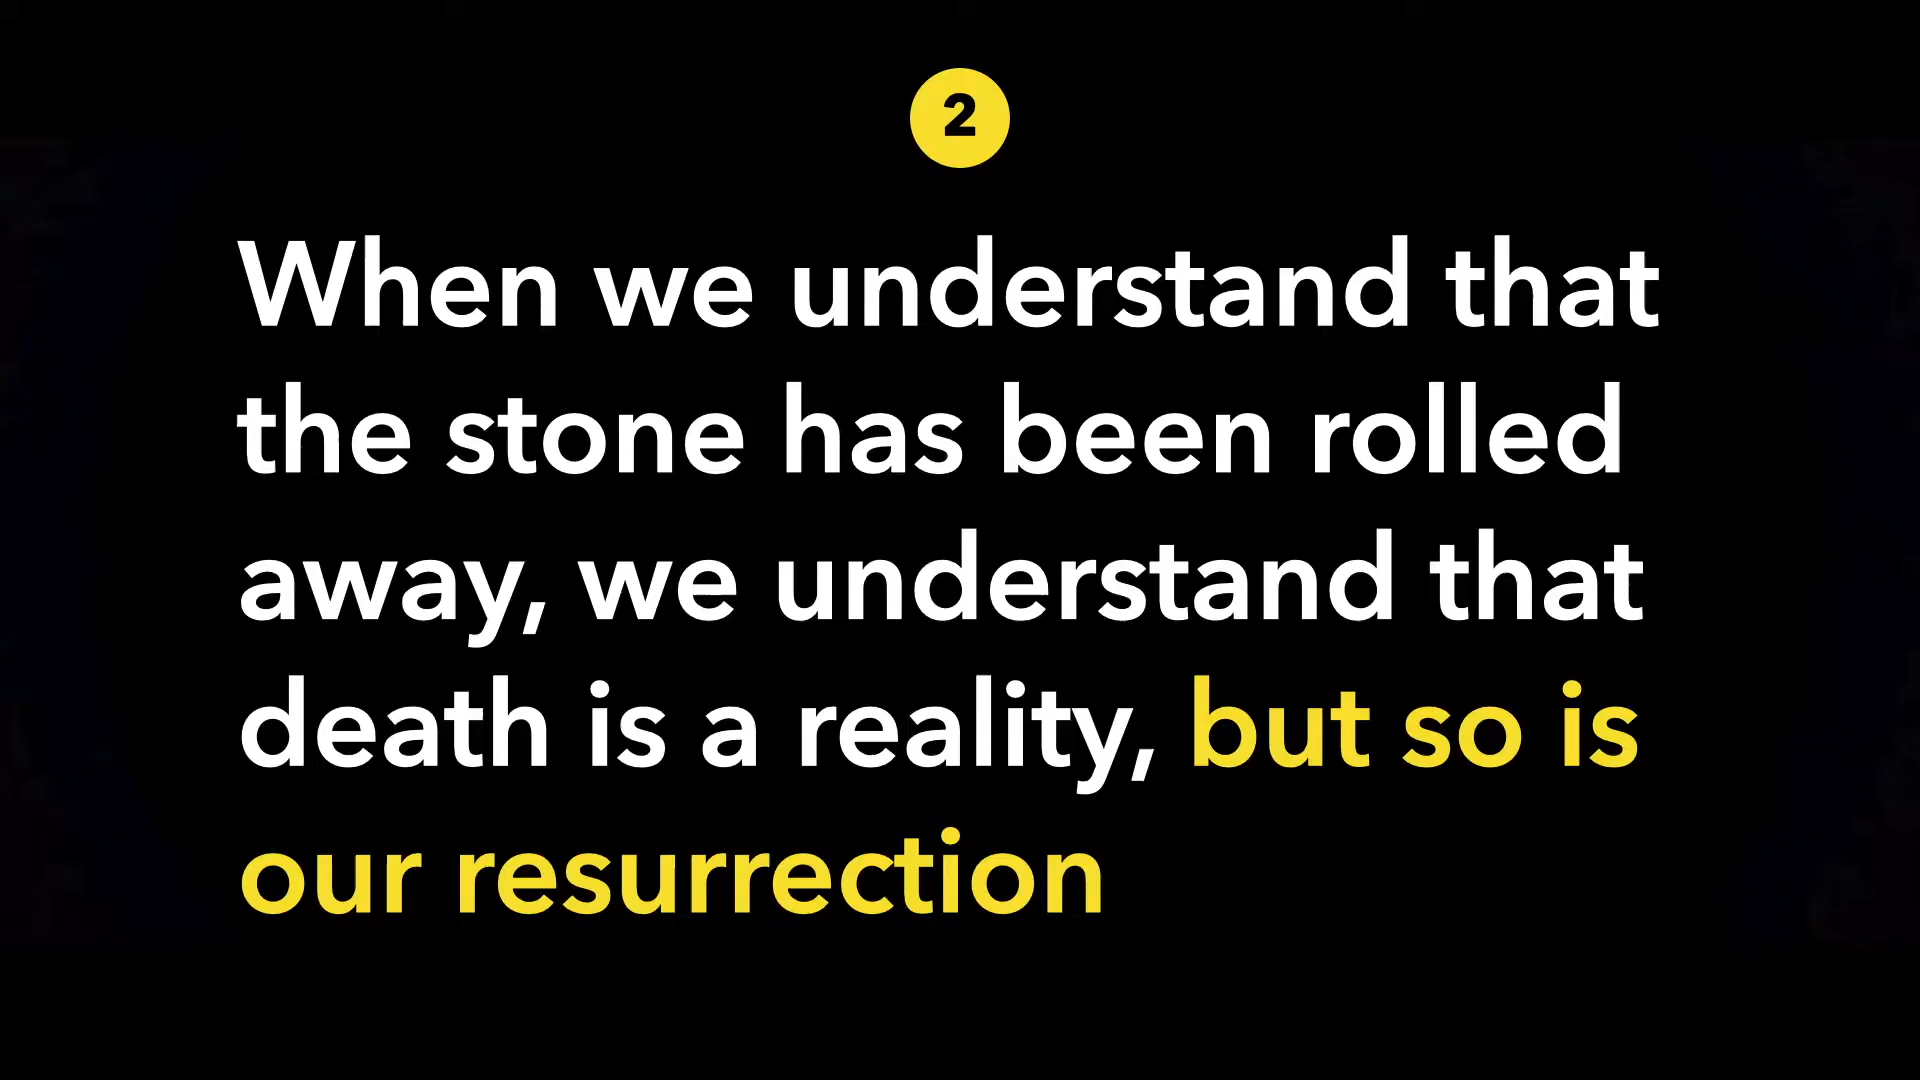 2
When we understand that
the stone has been rolled
away, we understand that
death is a reality, but so is
our resurrection